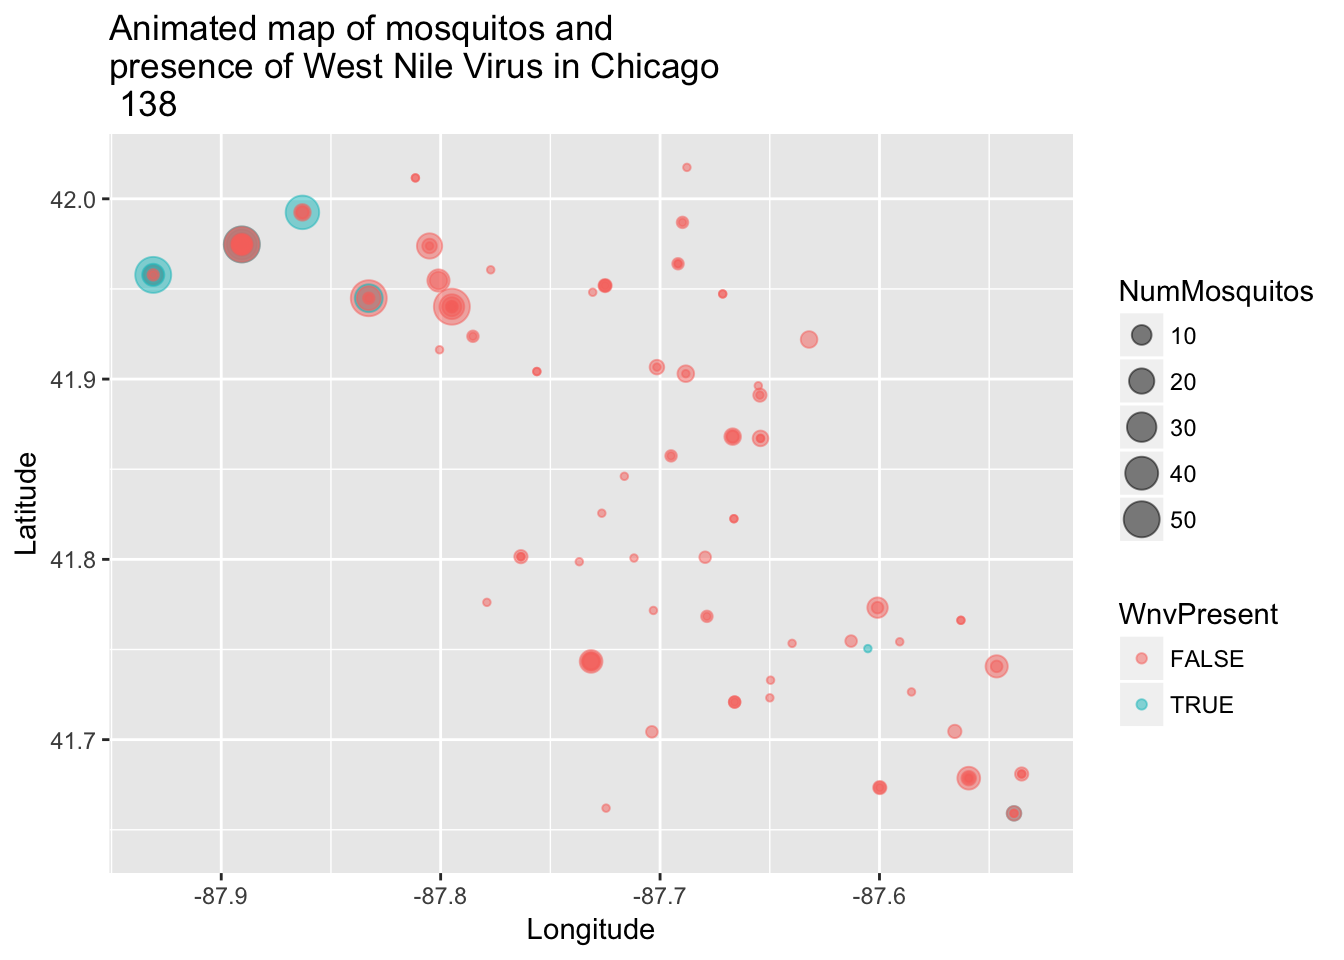 Animated map of mosquitos and
presence of West Nile Virus in Chicago
138
42.0
41.9
41.8
41.7
Latitude
-87.9
-87.8
-87.7
-87.6
Longitude
NumMosquitos
10
20
30
40
50
WnvPresent
FALSE
TRUE